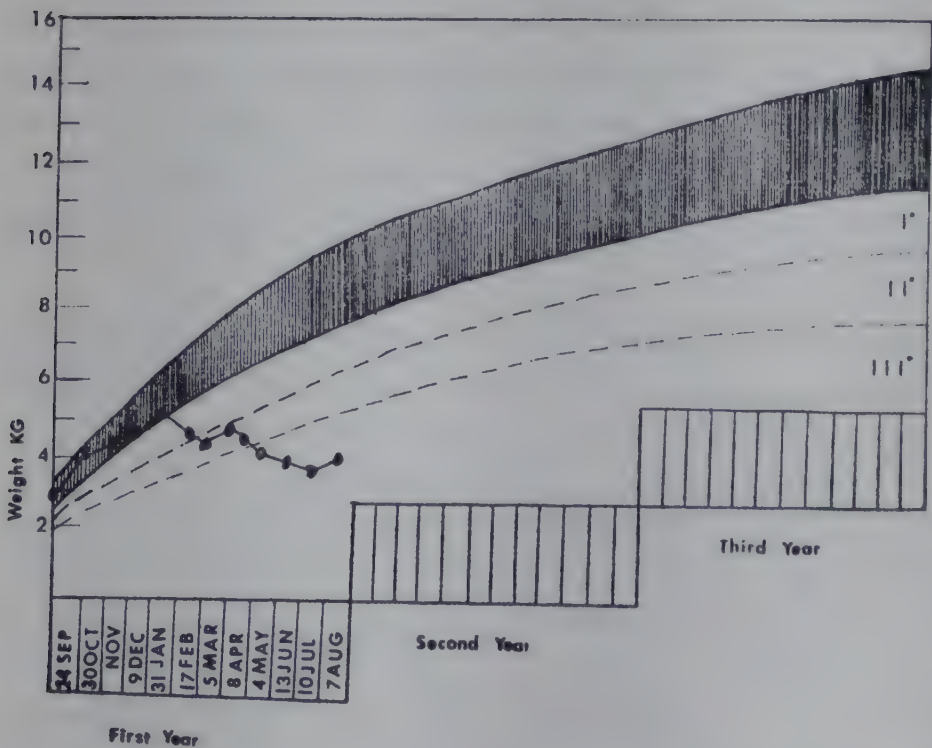 16
14
12
10
8
6
4
2
Weight KG
I°
II°
III°
24 SEP
30 OCT
NOV
9 DEC
31 JAN
17 FEB
5 MAR
8 APR
4 MAY
13 JUN
10 JUL
7 AUG
First Year
Second Year
Third Year